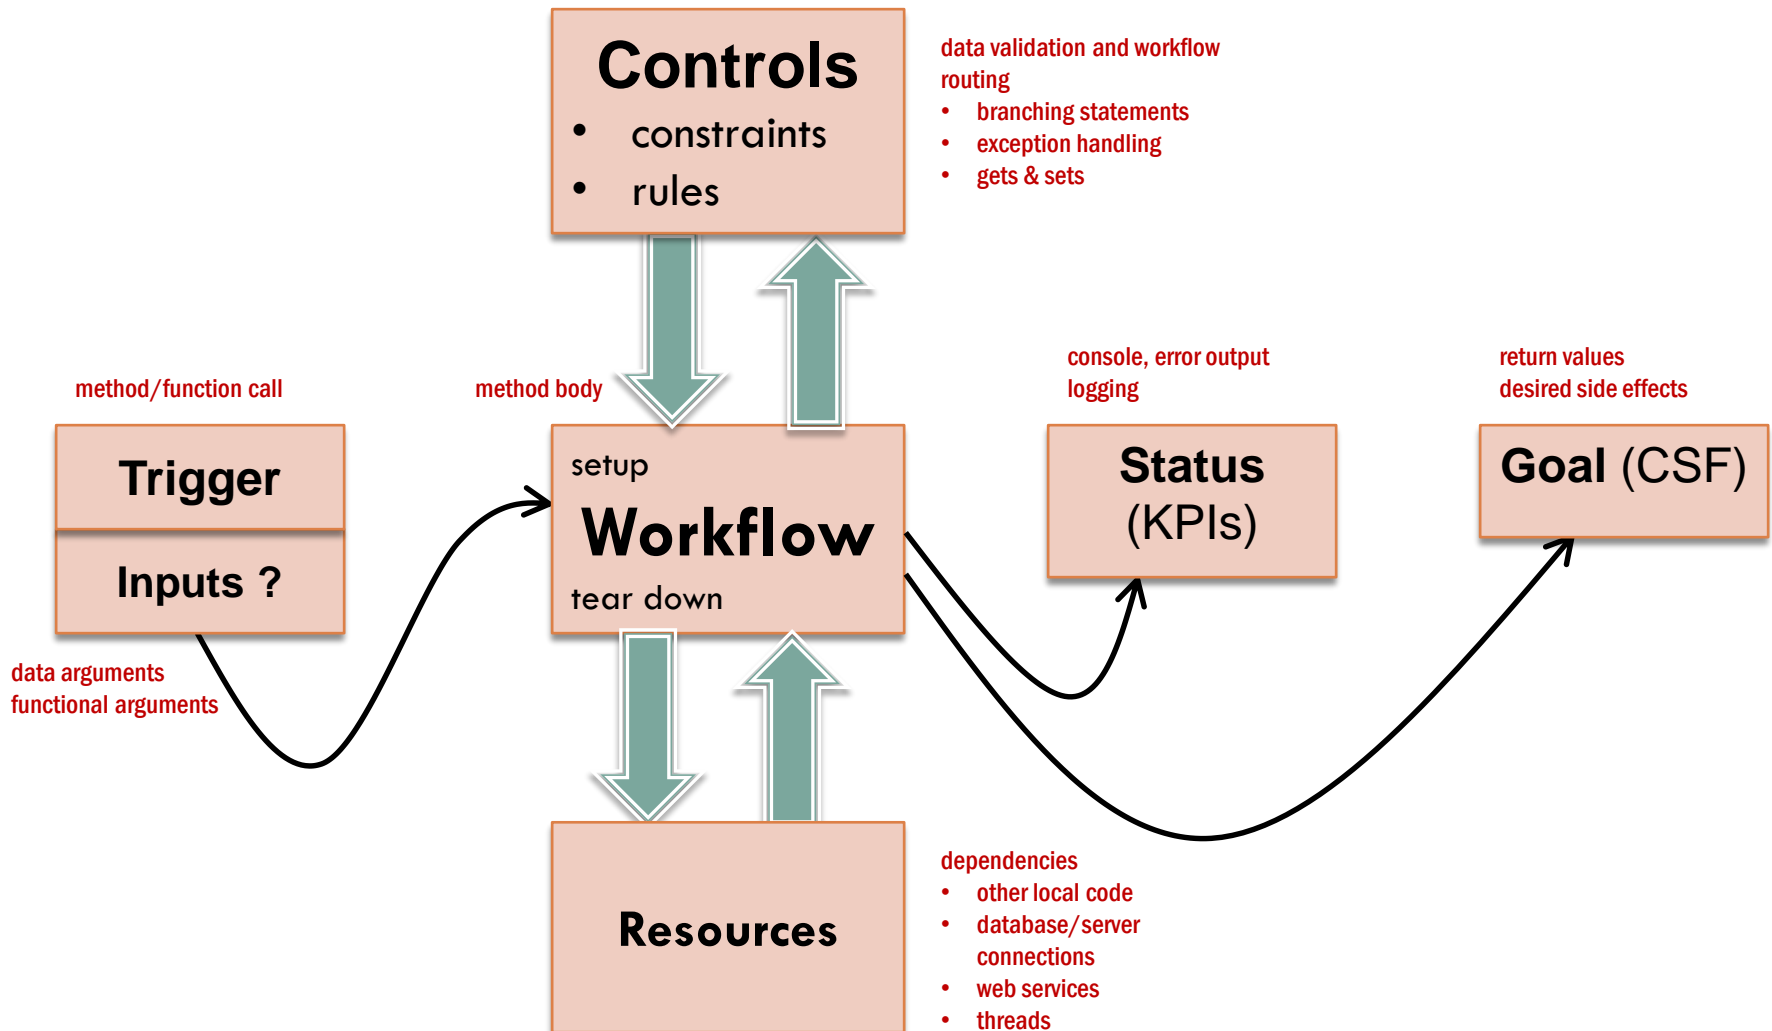 Controls
• constraints
• rules
data validation and workflow
routing
• branching statements
• exception handling
• gets & sets
method/function call
Trigger
Inputs ?
data arguments
functional arguments
method body
setup
Workflow
tear down
console, error output
logging
Status
(KPIs)
return values
desired side effects
Goal (CSF)
Resources
dependencies
• other local code
• database/server
connections
• web services
• threads